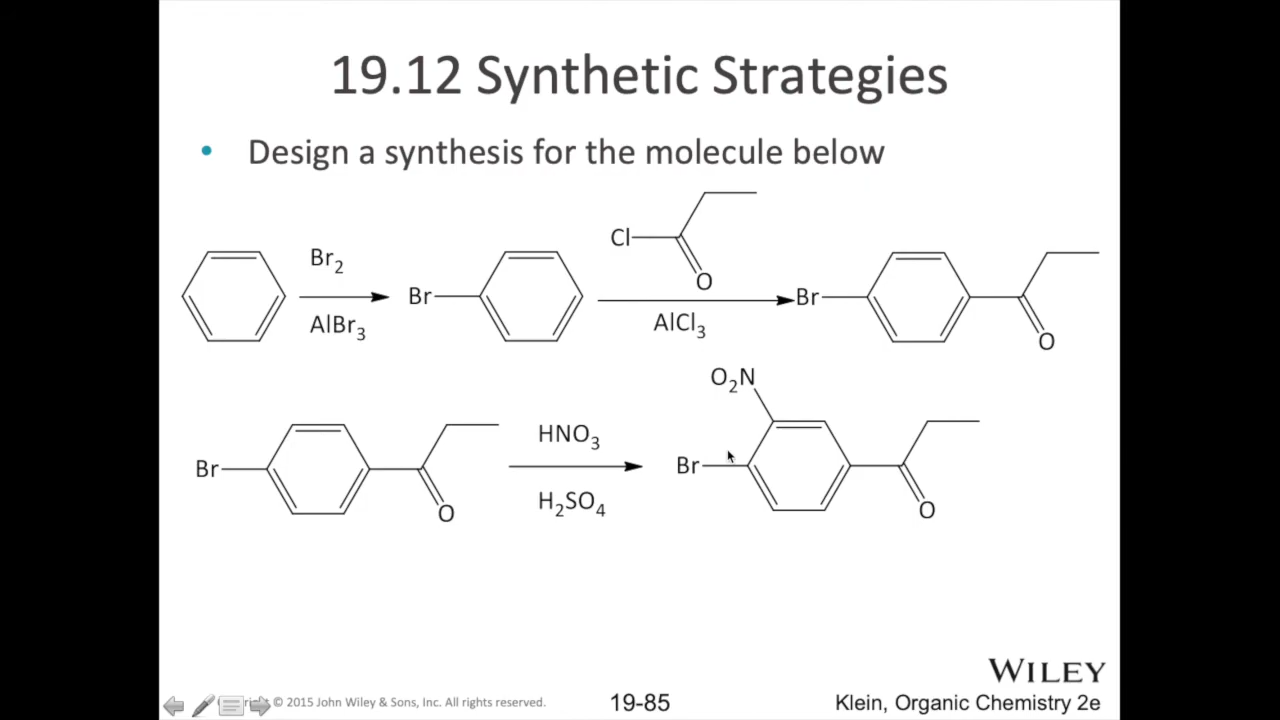 19.12 Synthetic Strategies
• Design a synthesis for the molecule below
Br₂
AlBr₃
Br
Cl
O
AlCl₃
Br
O
Br
O
HNO₃
H₂SO₄
O₂N
Br
O
WILEY
© 2015 John Wiley & Sons, Inc. All rights reserved.
19-85
Klein, Organic Chemistry 2e